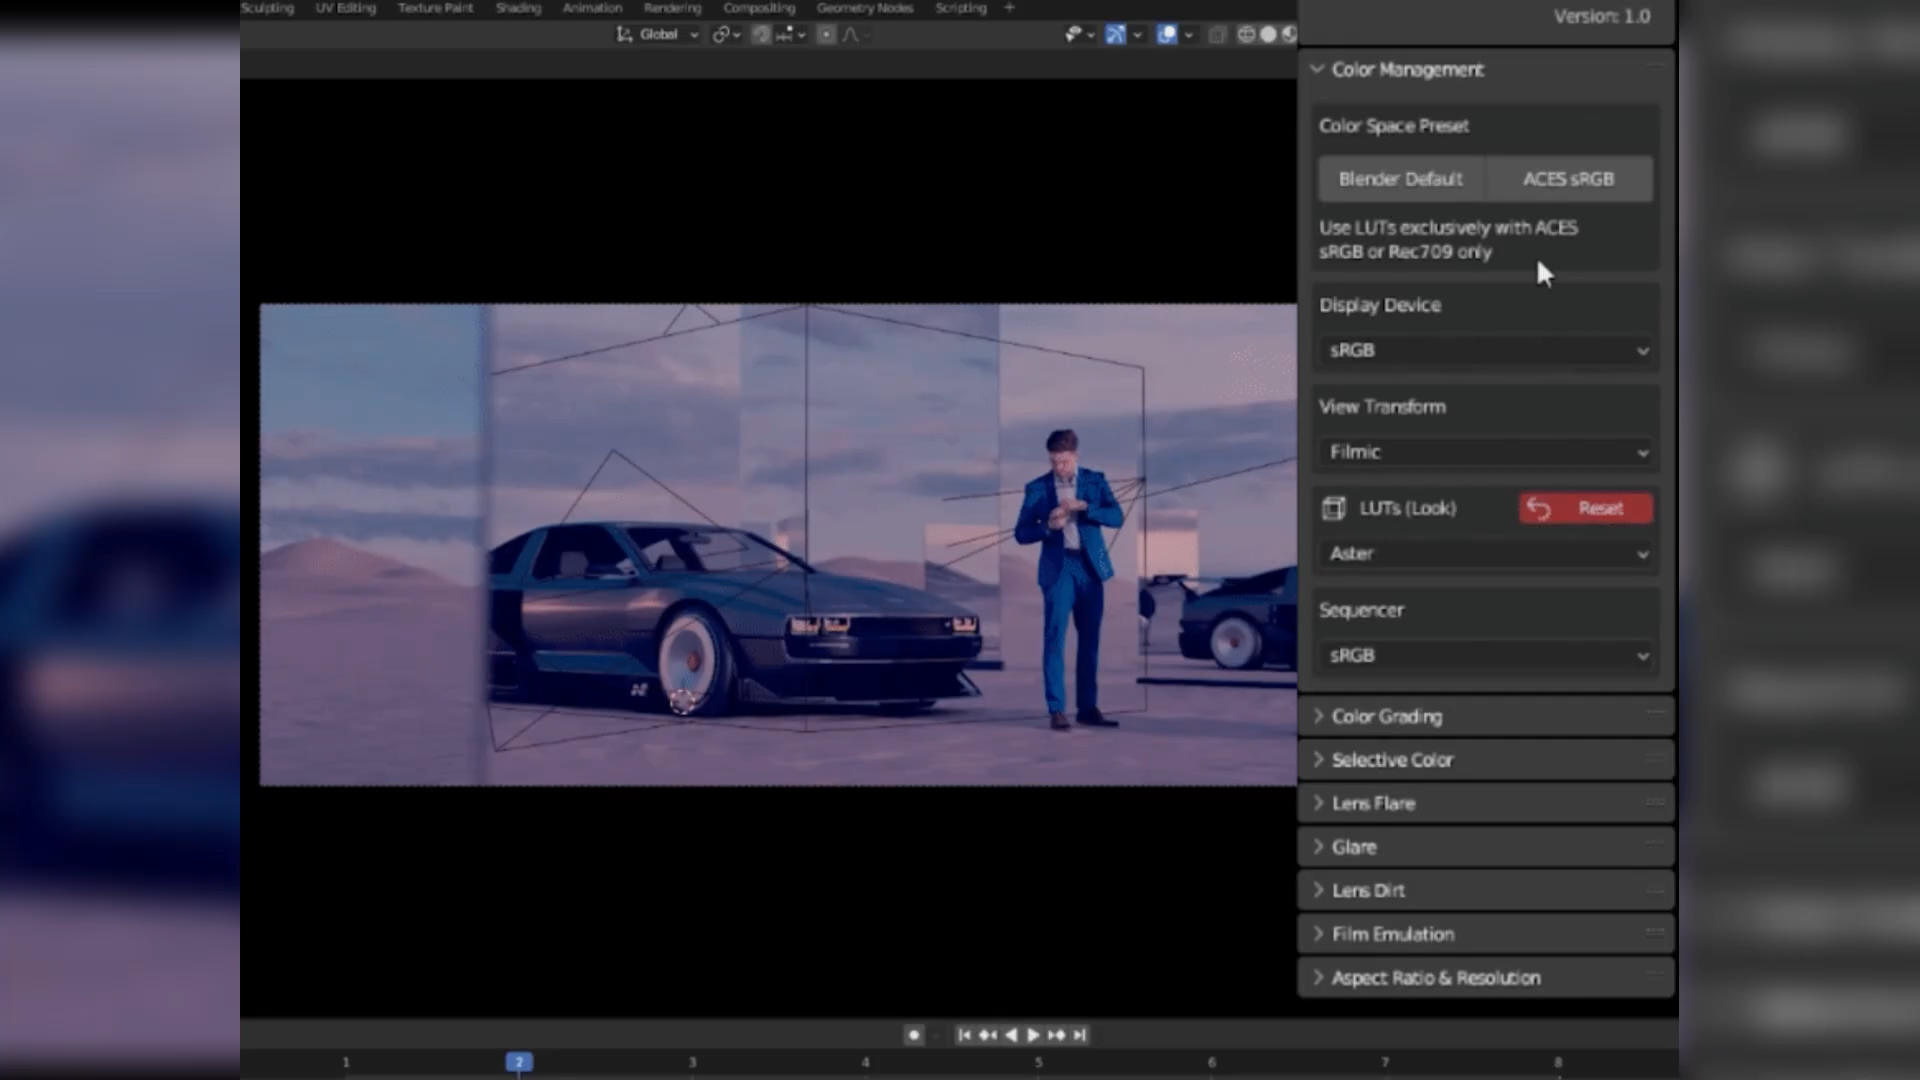 Sculpting UV Editing Texture Paint Shading Animation Rendering Compositing Geometry Nodes Scripting +
Global
Version: 1.0
Color Management
Color Space Preset
Blender Default ACES sRGB
Use LUTs exclusively with ACES
sRGB or Rec709 only
Display Device
sRGB
View Transform
Filmic
LUTs (Look) Reset
Aster
Sequencer
sRGB
Color Grading
Selective Color
Lens Flare
Glare
Lens Dirt
Film Emulation
Aspect Ratio & Resolution
1 2 3 4 5 6 7 8